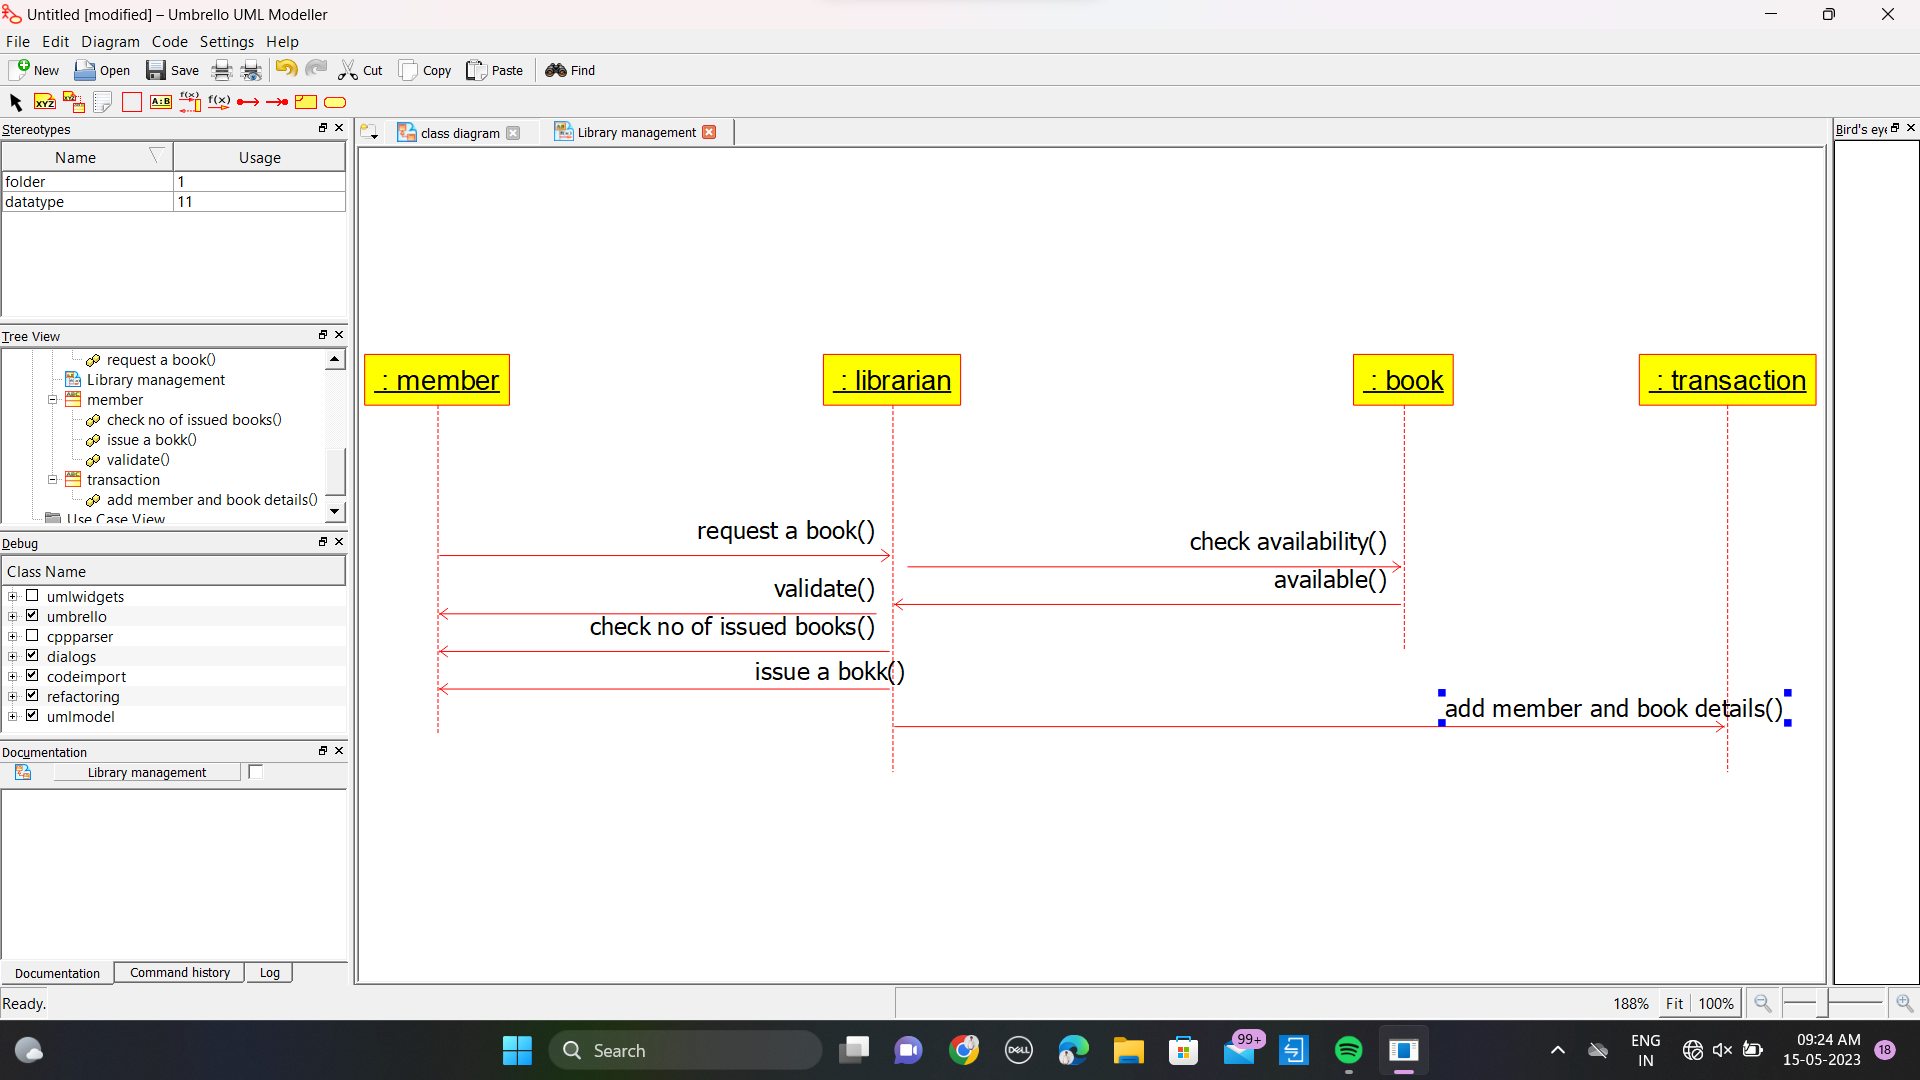 Untitled [modified] – Umbrello UML Modeller
File Edit Diagram Code Settings Help
New Open Save Cut Copy Paste Find
XYZ XYZ A:B f(x) f(x)
Stereotypes
Name Usage
folder 1
datatype 11
Tree View
request a book()
Library management
member
check no of issued books()
issue a bokk()
validate()
transaction
add member and book details()
Use Case View
Debug
Class Name
umlwidgets
umbrello
cppparser
dialogs
codeimport
refactoring
umlmodel
Documentation
Library management
Documentation Command history Log
Ready.
class diagram
Library management
: member
: librarian
: book
: transaction
request a book()
check availability()
available()
validate()
check no of issued books()
issue a bokk()
add member and book details()
Bird's eye
188% Fit 100%
Search
DELL
99+
ENG
IN
09:24 AM
15-05-2023
18